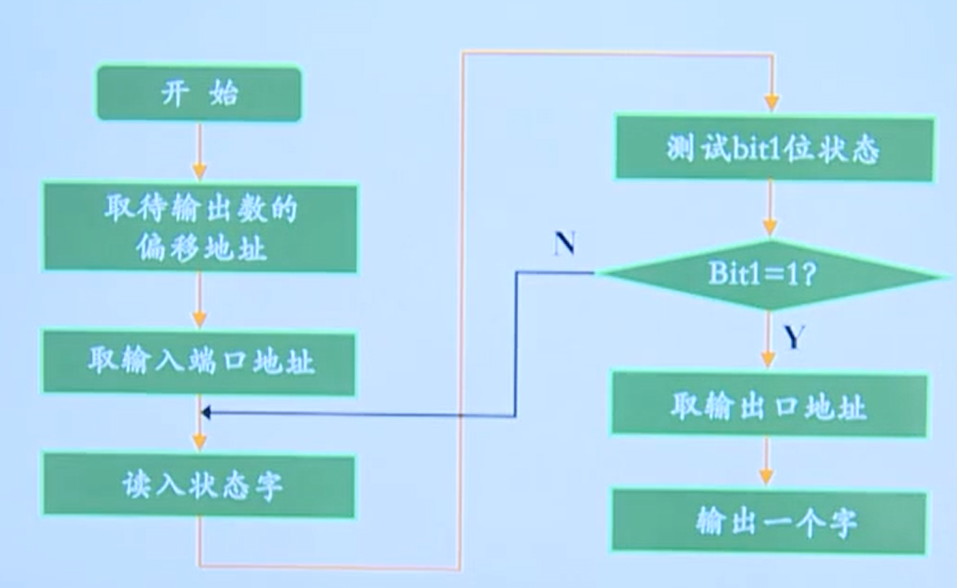 开 始
取待输出数的
偏移地址
取输入端口地址
读入状态字
测试bit1位状态
Bit1=1?
N
Y
取输出口地址
输出一个字